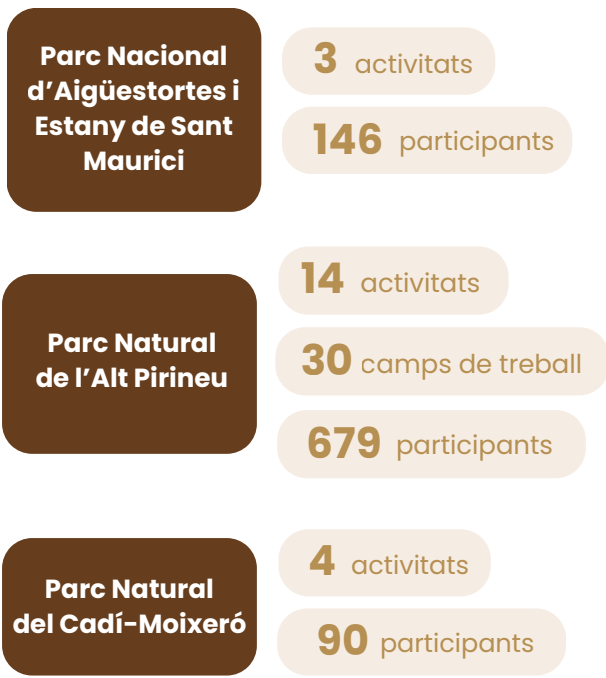 Parc Nacional
d’Aigüestortes i
Estany de Sant
Maurici
3 activitats
146 participants
Parc Natural
de l’Alt Pirineu
14 activitats
30 camps de treball
679 participants
Parc Natural
del Cadí-Moixeró
4 activitats
90 participants